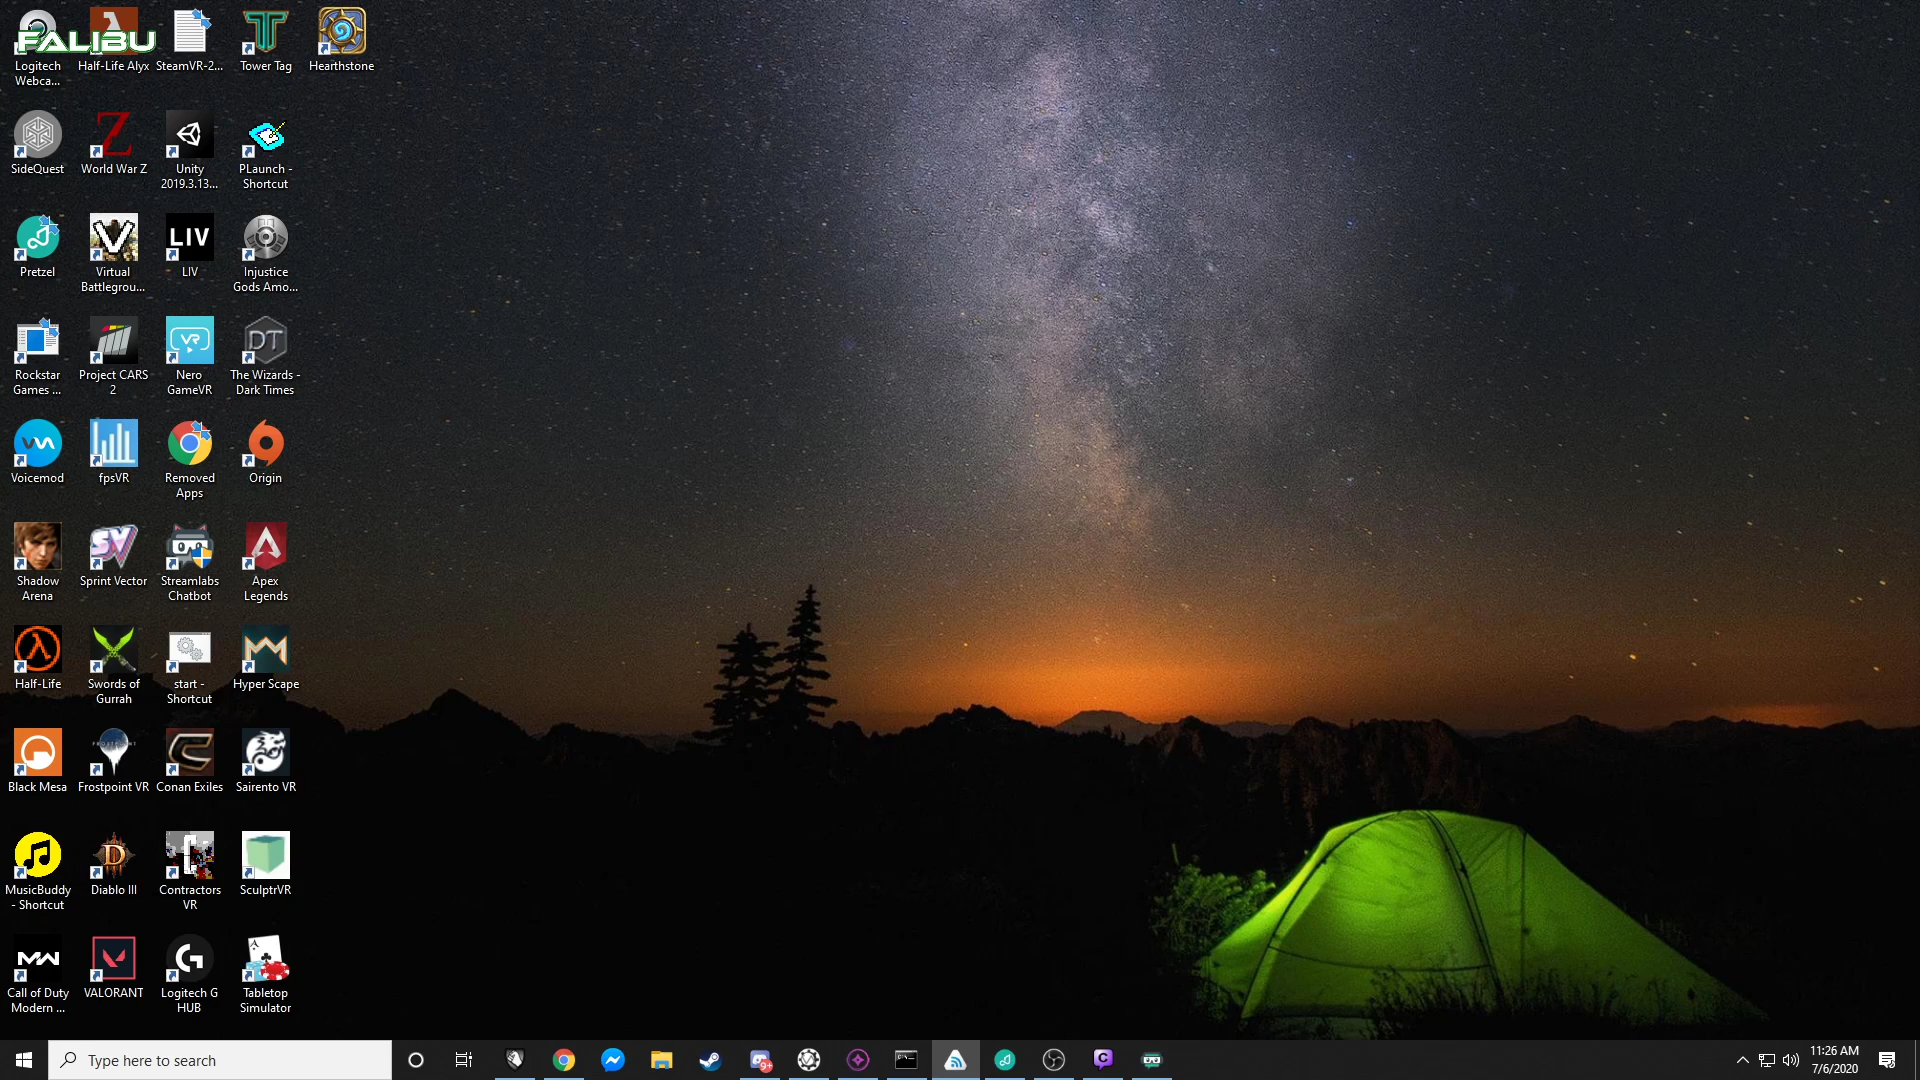 FALIBU
Logitech
Webca...
Half-Life Alyx
SteamVR-2...
Tower Tag
Hearthstone
SideQuest
World War Z
Unity
2019.3.13...
PLaunch -
Shortcut
Pretzel
Virtual
Battlegrou...
LIV
LIV
Injustice
Gods Amo...
Rockstar
Games ...
Project CARS
2
VR
Nero
GameVR
DT
The Wizards -
Dark Times
Voicemod
fpsVR
Removed
Apps
Origin
Shadow
Arena
SV
Sprint Vector
Streamlabs
Chatbot
Apex
Legends
Half-Life
Swords of
Gurrah
start -
Shortcut
Hyper Scape
Black Mesa
Frostpoint VR
Conan Exiles
Sairento VR
MusicBuddy
- Shortcut
Diablo III
Contractors
VR
SculptrVR
MW
Call of Duty
Modern ...
VALORANT
Logitech G
HUB
Tabletop
Simulator
Type here to search
9+
11:26 AM
7/6/2020